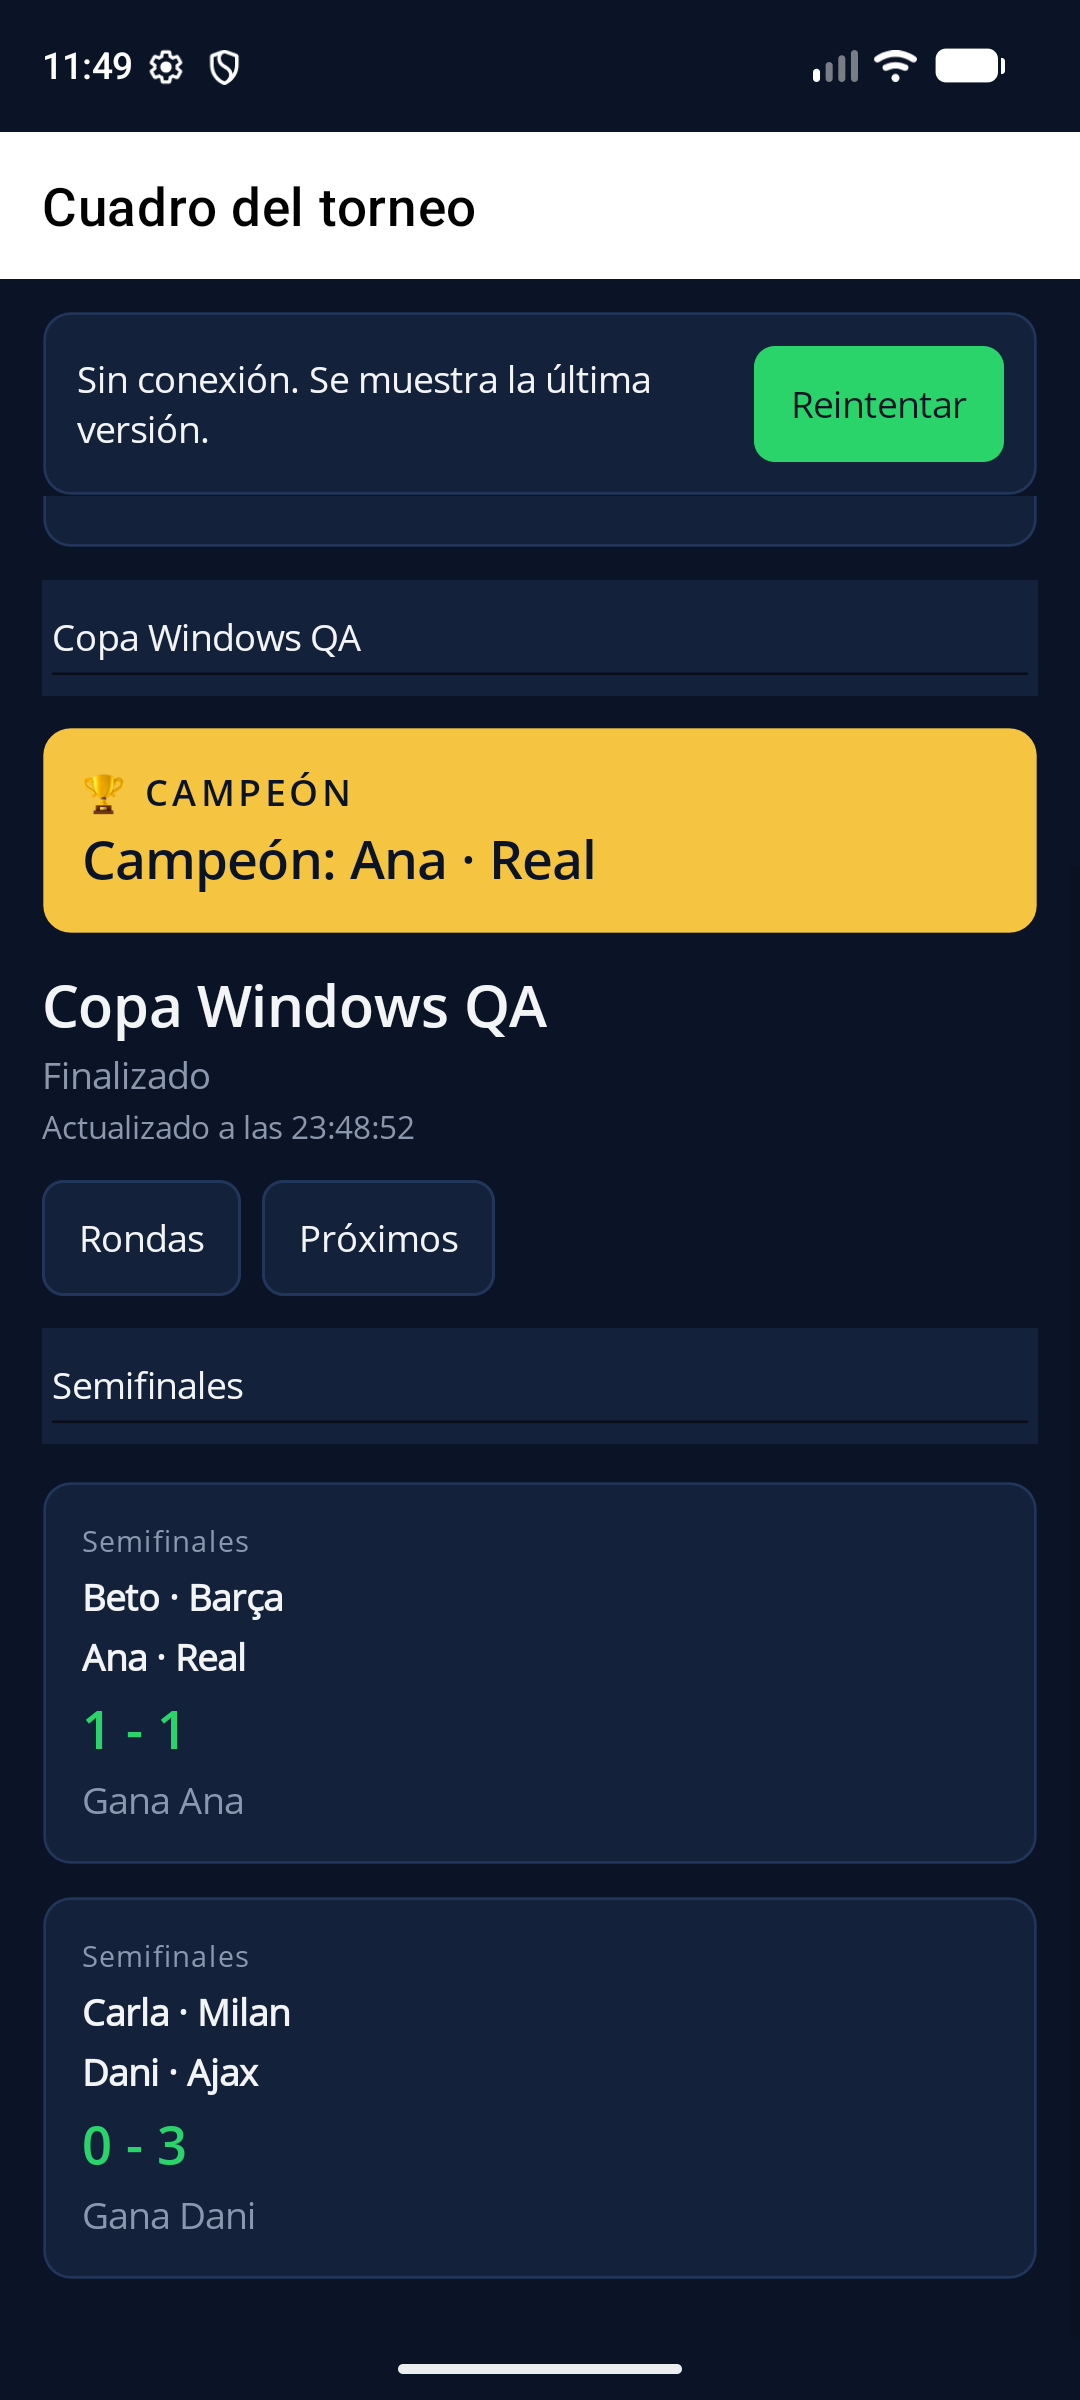 11:49
Cuadro del torneo
Sin conexión. Se muestra la última
versión.
Reintentar
Copa Windows QA
🏆 CAMPEÓN
Campeón: Ana · Real
Copa Windows QA
Finalizado
Actualizado a las 23:48:52
Rondas
Próximos
Semifinales
Semifinales
Beto · Barça
Ana · Real
1 - 1
Gana Ana
Semifinales
Carla · Milan
Dani · Ajax
0 - 3
Gana Dani